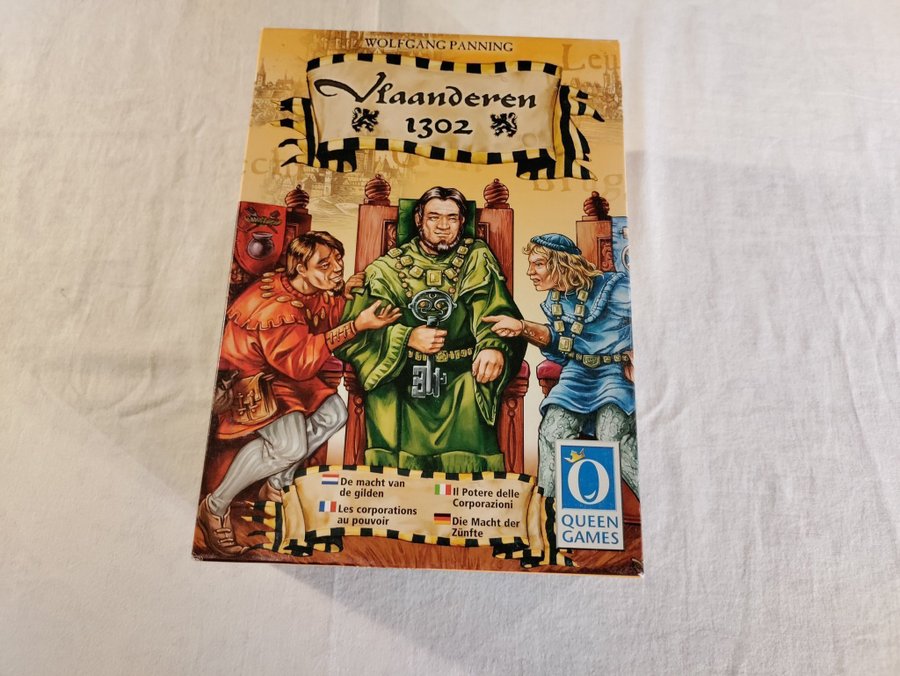 WOLFGANG PANNING
Vlaanderen
1302
De macht van
de gilden
Il Potere delle
Corporazioni
Les corporations
au pouvoir
Die Macht der
Zünfte
QUEEN
GAMES